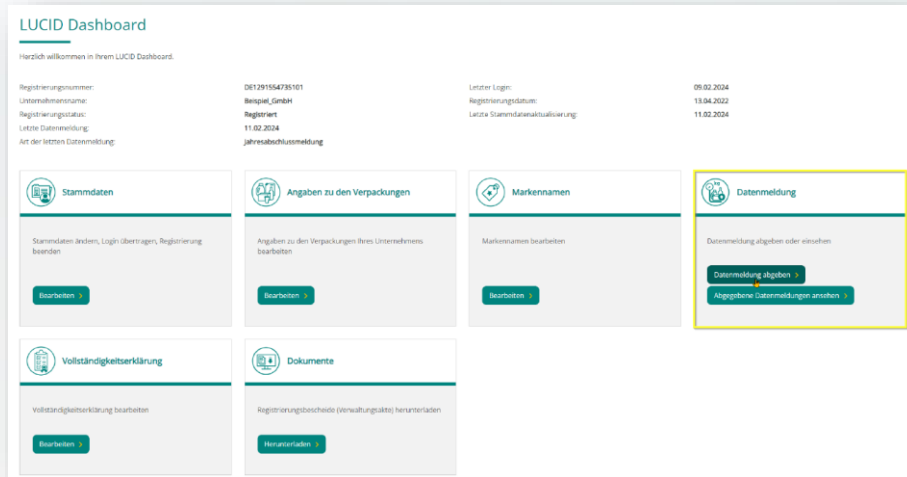 LUCID Dashboard
Herzlich willkommen in Ihrem LUCID Dashboard.
Registrierungsnummer: DE1291554735101
Unternehmensname: Beispiel_GmbH
Registrierungsstatus: Registriert
Letzte Datenmeldung: 11.02.2024
Art der letzten Datenmeldung: Jahresabschlussmeldung
Letzter Login: 09.02.2024
Registrierungsdatum: 13.04.2022
Letzte Stammdatenaktualisierung: 11.02.2024
Stammdaten
Stammdaten ändern, Login übertragen, Registrierung
beenden
Bearbeiten >
Angaben zu den Verpackungen
Angaben zu den Verpackungen Ihres Unternehmens
bearbeiten
Bearbeiten >
Markennamen
Markennamen bearbeiten
Bearbeiten >
kg
Datenmeldung
Datenmeldung abgeben oder einsehen
Datenmeldung abgeben >
Abgegebene Datenmeldungen ansehen >
Vollständigkeitserklärung
Vollständigkeitserklärung bearbeiten
Bearbeiten >
Dokumente
Registrierungsbescheide (Verwaltungsakte) herunterladen
Herunterladen >